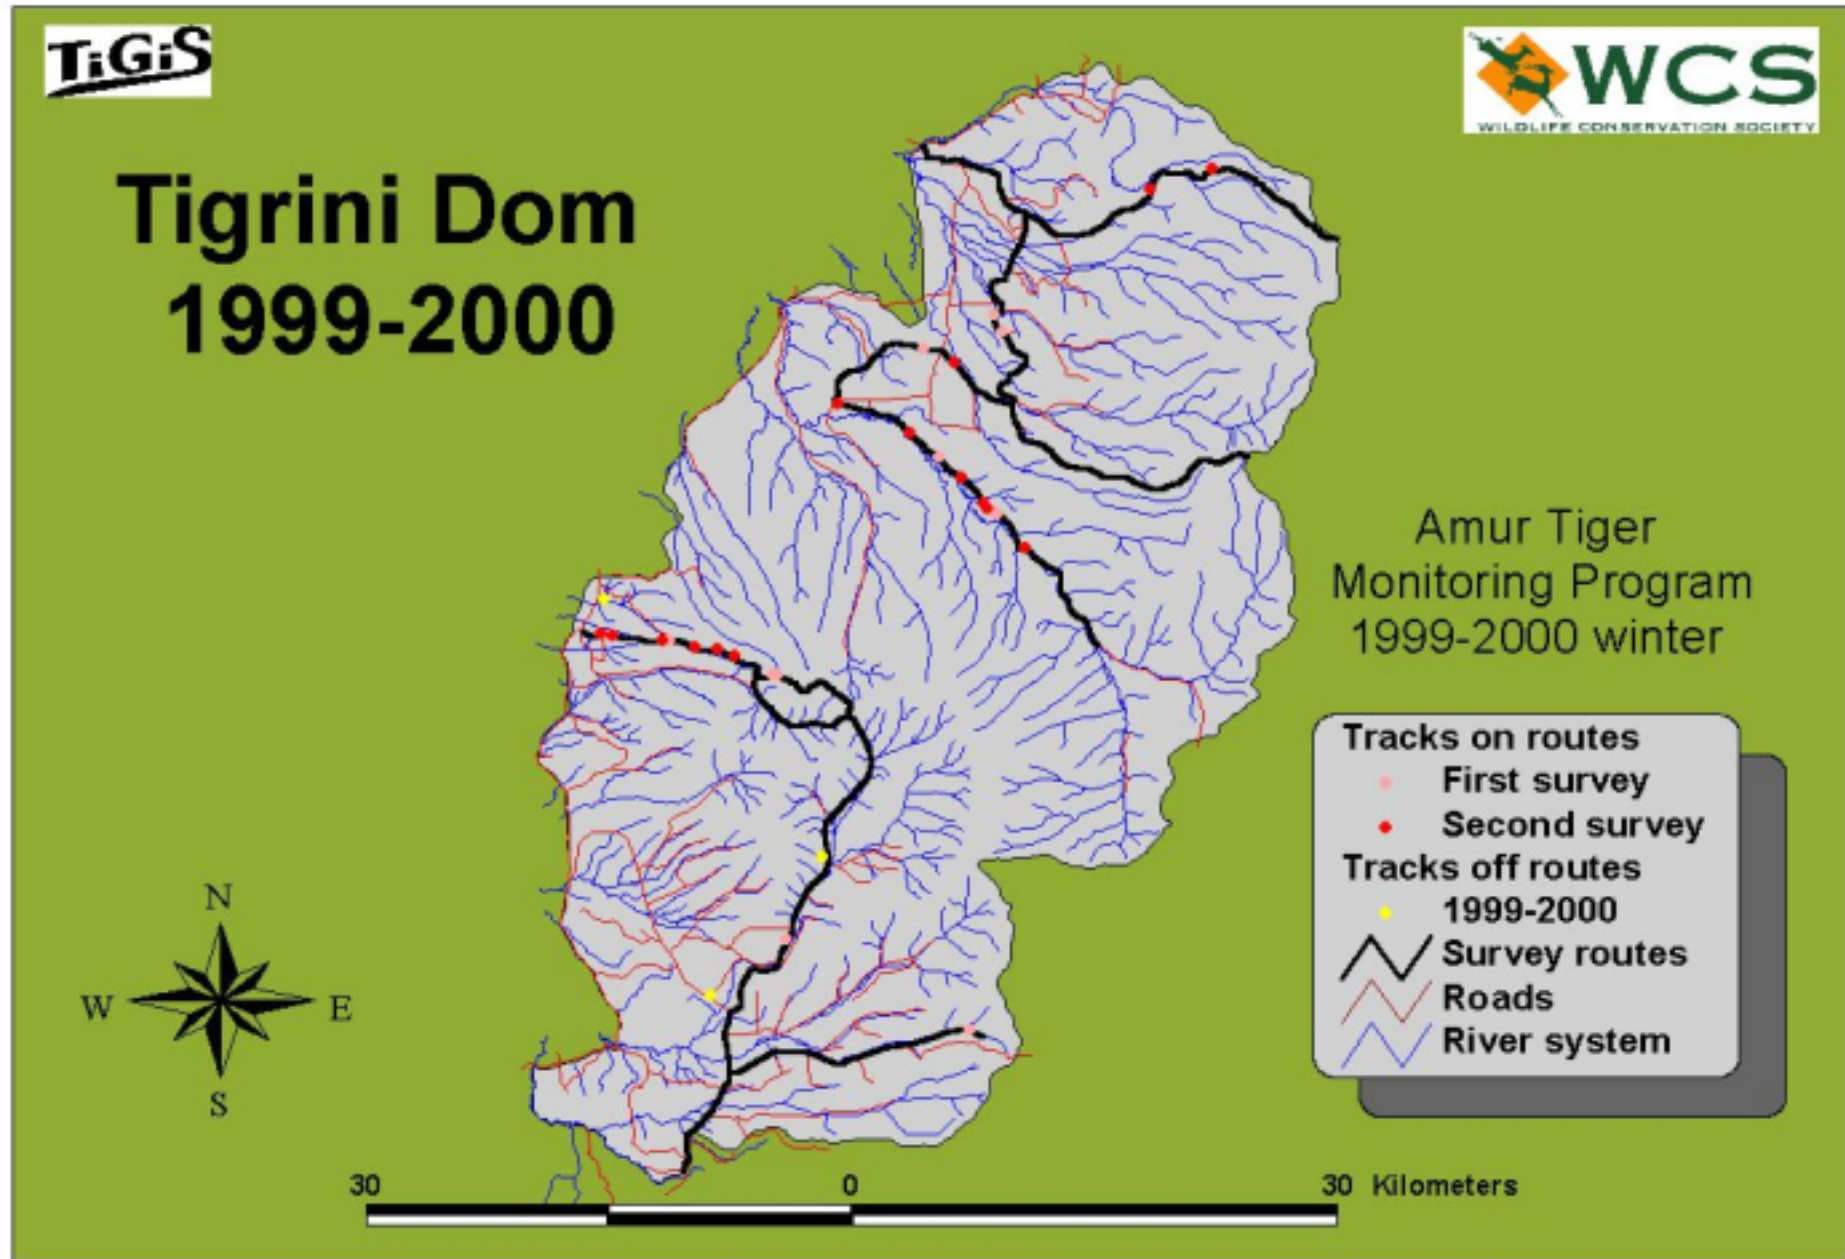 TiGiS
WCS
WILDLIFE CONSERVATION SOCIETY
Tigrini Dom
1999-2000
Amur Tiger
Monitoring Program
1999-2000 winter
Tracks on routes
First survey
Second survey
Tracks off routes
1999-2000
Survey routes
Roads
River system
N
W E
S
30 0 30 Kilometers